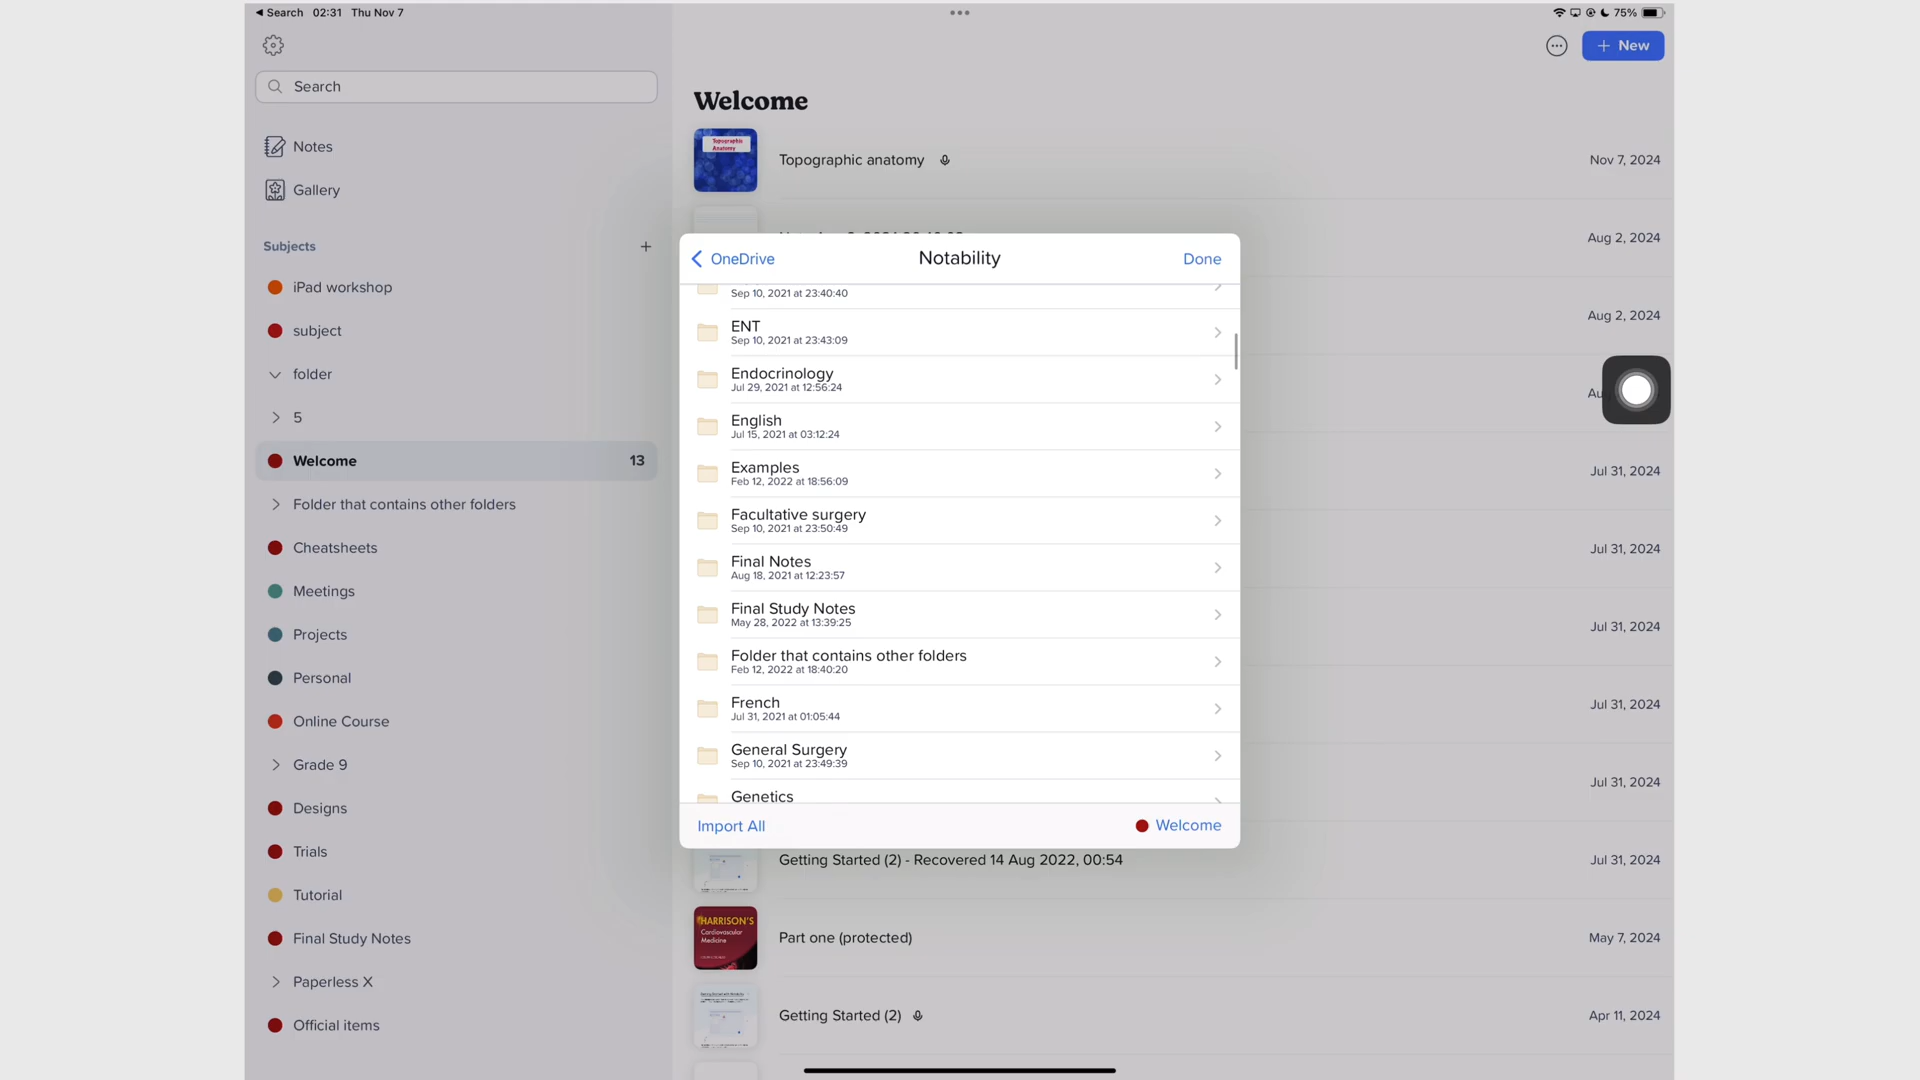 Search 02:31 Thu Nov 7
75%
New
Search
Notes
Gallery
Subjects
iPad workshop
subject
folder
5
Welcome 13
Folder that contains other folders
Cheatsheets
Meetings
Projects
Personal
Online Course
Grade 9
Designs
Trials
Tutorial
Final Study Notes
Paperless X
Official items
Welcome
Topographic Anatomy
Topographic anatomy Nov 7, 2024
Aug 2, 2024
Aug 2, 2024
Au
Jul 31, 2024
Jul 31, 2024
Jul 31, 2024
Jul 31, 2024
Jul 31, 2024
Getting Started (2) - Recovered 14 Aug 2022, 00:54 Jul 31, 2024
HARRISON'S
Cardiovascular
Medicine
Part one (protected) May 7, 2024
Getting Started (2) Apr 11, 2024
OneDrive Notability Done
Sep 10, 2021 at 23:40:40
ENT
Sep 10, 2021 at 23:43:09
Endocrinology
Jul 29, 2021 at 12:56:24
English
Jul 15, 2021 at 03:12:24
Examples
Feb 12, 2022 at 18:56:09
Facultative surgery
Sep 10, 2021 at 23:50:49
Final Notes
Aug 18, 2021 at 12:23:57
Final Study Notes
May 28, 2022 at 13:39:25
Folder that contains other folders
Feb 12, 2022 at 18:40:20
French
Jul 31, 2021 at 01:05:44
General Surgery
Sep 10, 2021 at 23:49:39
Genetics
Import All Welcome